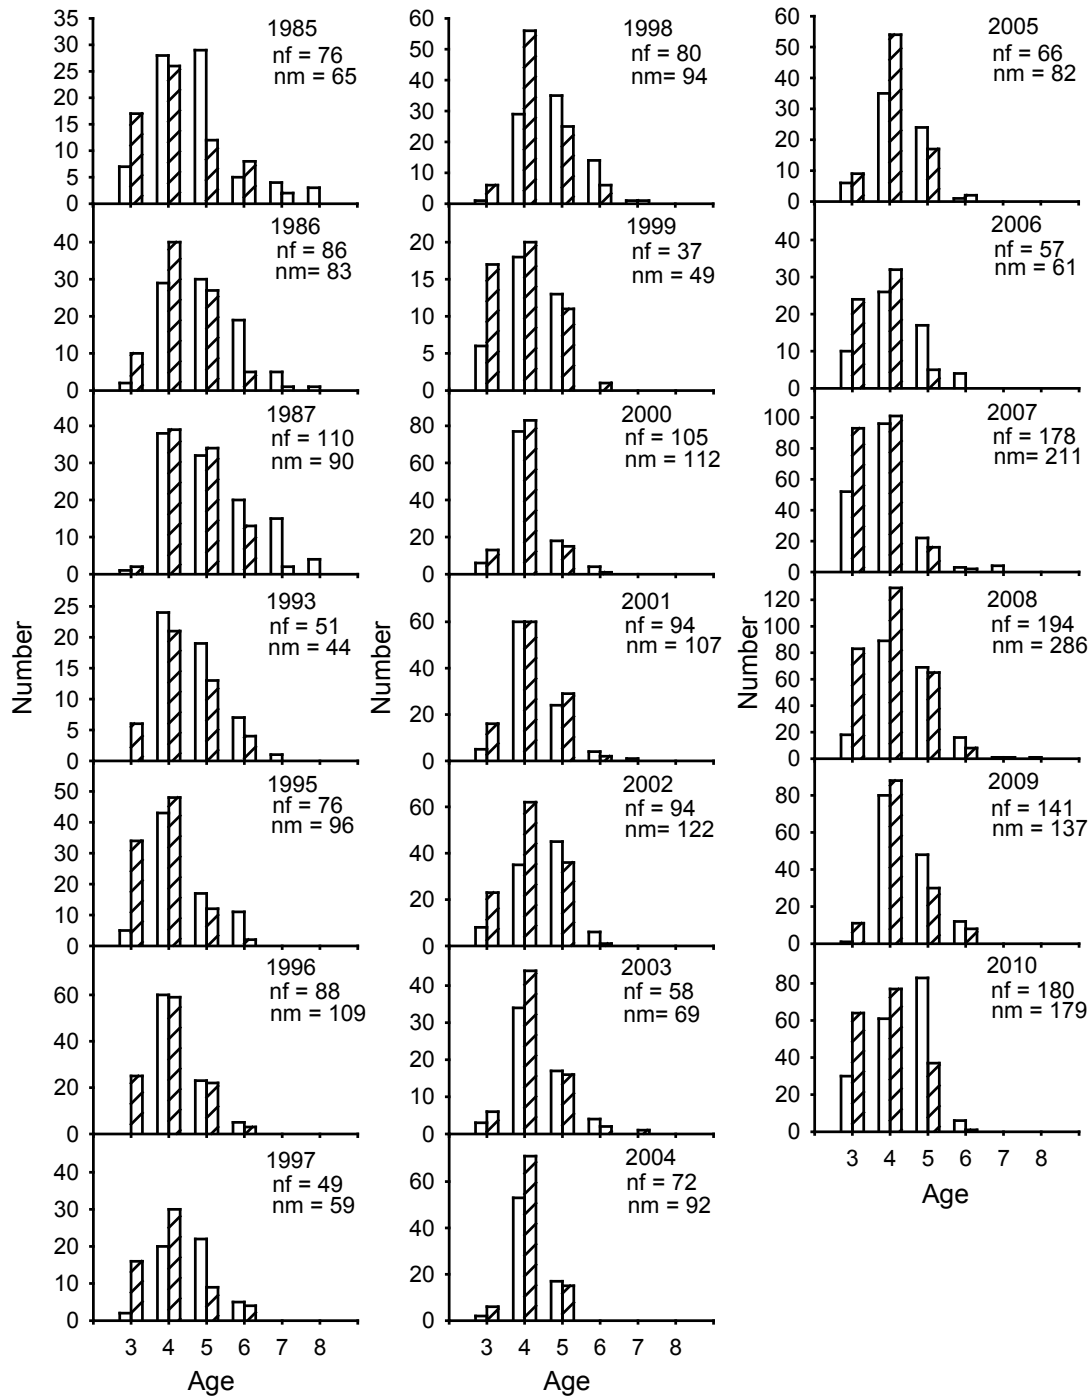 35
30
25
20
15
10
5
0
1985
nf = 76
nm = 65
40
30
20
10
0
1986
nf = 86
nm= 83
40
30
20
10
0
1987
nf = 110
nm = 90
25
20
15
10
5
0
1993
nf = 51
nm = 44
Number
50
40
30
20
10
0
1995
nf = 76
nm = 96
60
40
20
0
1996
nf = 88
nm = 109
40
30
20
10
0
1997
nf = 49
nm = 59
3 4 5 6 7 8
Age
60
50
40
30
20
10
0
1998
nf = 80
nm= 94
20
15
10
5
0
1999
nf = 37
nm = 49
80
60
40
20
0
2000
nf = 105
nm = 112
60
40
20
0
2001
nf = 94
nm = 107
Number
60
40
20
0
2002
nf = 94
nm= 122
40
30
20
10
0
2003
nf = 58
nm= 69
60
40
20
0
2004
nf = 72
nm = 92
3 4 5 6 7 8
Age
60
50
40
30
20
10
0
2005
nf = 66
nm = 82
40
30
20
10
0
2006
nf = 57
nm = 61
100
80
60
40
20
0
2007
nf = 178
nm= 211
120
100
80
60
40
20
0
2008
nf = 194
nm = 286
Number
80
60
40
20
0
2009
nf = 141
nm = 137
80
60
40
20
0
2010
nf = 180
nm = 179
3 4 5 6 7 8
Age